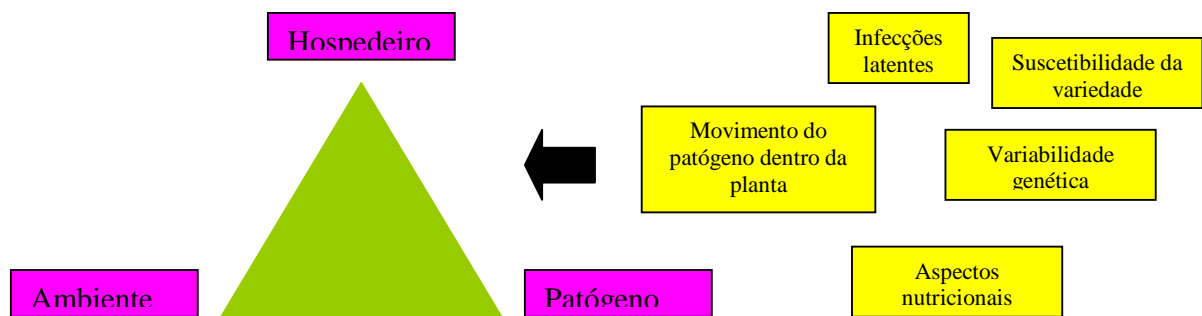 Hospedeiro
Infecções
latentes
Suscetibilidade da
variedade
Movimento do
patógeno dentro da
planta
Variabilidade
genética
Ambiente
Patógeno
Aspectos
nutricionais